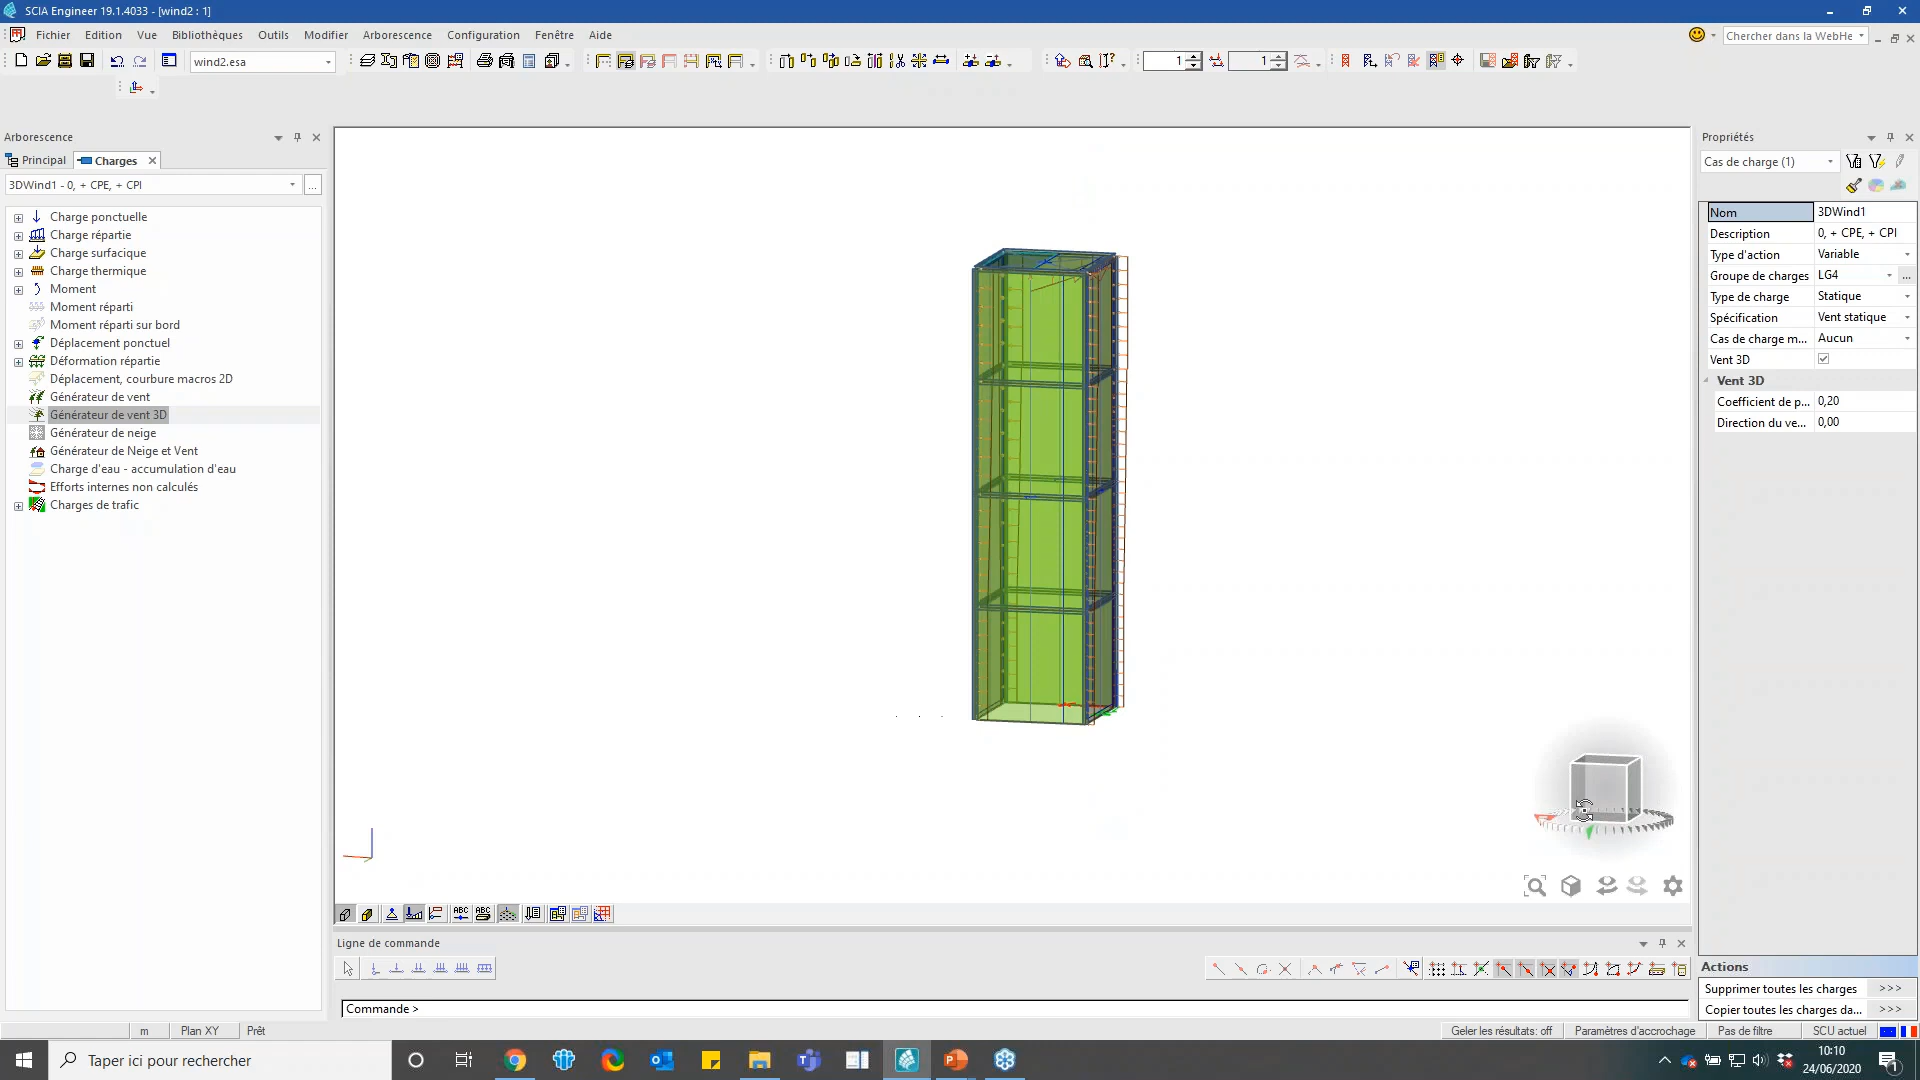 SCIA Engineer 19.1.4033 - [wind2 : 1]
Fichier Edition Vue Bibliothèques Outils Modifier Arborescence Configuration Fenêtre Aide
Chercher dans la WebHe
wind2.esa
1
1
Arborescence
Principal Charges
3DWind1 - 0, + CPE, + CPI
...
Charge ponctuelle
Charge répartie
Charge surfacique
Charge thermique
Moment
Moment réparti
Moment réparti sur bord
Déplacement ponctuel
Déformation répartie
Déplacement, courbure macros 2D
Générateur de vent
Générateur de vent 3D
Générateur de neige
Générateur de Neige et Vent
Charge d'eau - accumulation d'eau
Efforts internes non calculés
Charges de trafic
Propriétés
Cas de charge (1)
Nom 3DWind1
Description 0, + CPE, + CPI
Type d'action Variable
Groupe de charges LG4 ...
Type de charge Statique
Spécification Vent statique
Cas de charge m... Aucun
Vent 3D
Vent 3D
Coefficient de p... 0,20
Direction du ve... 0,00
Actions
Supprimer toutes les charges >>>
Copier toutes les charges da... >>>
ABC ABC
Ligne de commande
Commande >
m Plan XY Prêt
Geler les résultats: off Paramètres d'accrochage Pas de filtre SCU actuel
Taper ici pour rechercher
10:10
24/06/2020
1